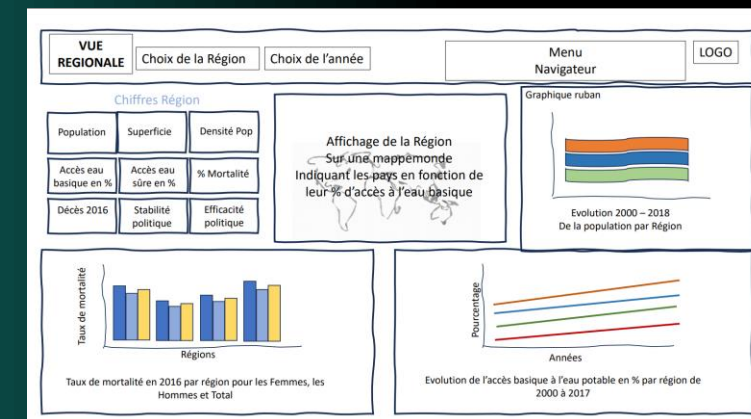 VUE
REGIONALE
Choix de la Région
Choix de l'année
Menu
Navigateur
LOGO
Chiffres Région
Population
Superficie
Densité Pop
Accès eau
basique en %
Accès eau
sûre en %
% Mortalité
Décès 2016
Stabilité
politique
Efficacité
politique
Affichage de la Région
Sur une mappemonde
Indiquant les pays en fonction de
leur % d'accès à l'eau basique
Graphique ruban
Evolution 2000 – 2018
De la population par Région
Taux de mortalité
Régions
Taux de mortalité en 2016 par région pour les Femmes, les
Hommes et Total
Pourcentage
Années
Evolution de l'accès basique à l'eau potable en % par région de
2000 à 2017